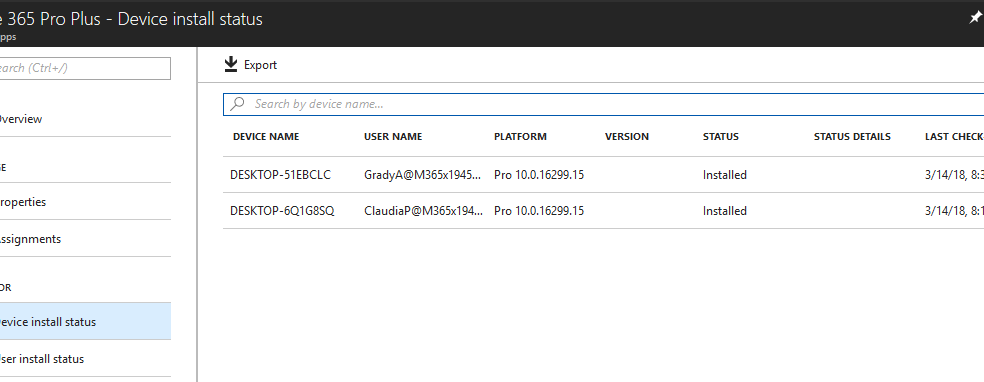 e 365 Pro Plus - Device install status
pps
earch (Ctrl+/)
Export
Search by device name...
verview
DEVICE NAME USER NAME PLATFORM VERSION STATUS STATUS DETAILS LAST CHECK
GE
DESKTOP-51EBCLC GradyA@M365x1945... Pro 10.0.16299.15 Installed 3/14/18, 8:3
roperties
DESKTOP-6Q1G8SQ ClaudiaP@M365x194... Pro 10.0.16299.15 Installed 3/14/18, 8:1
ssignments
OR
evice install status
ser install status